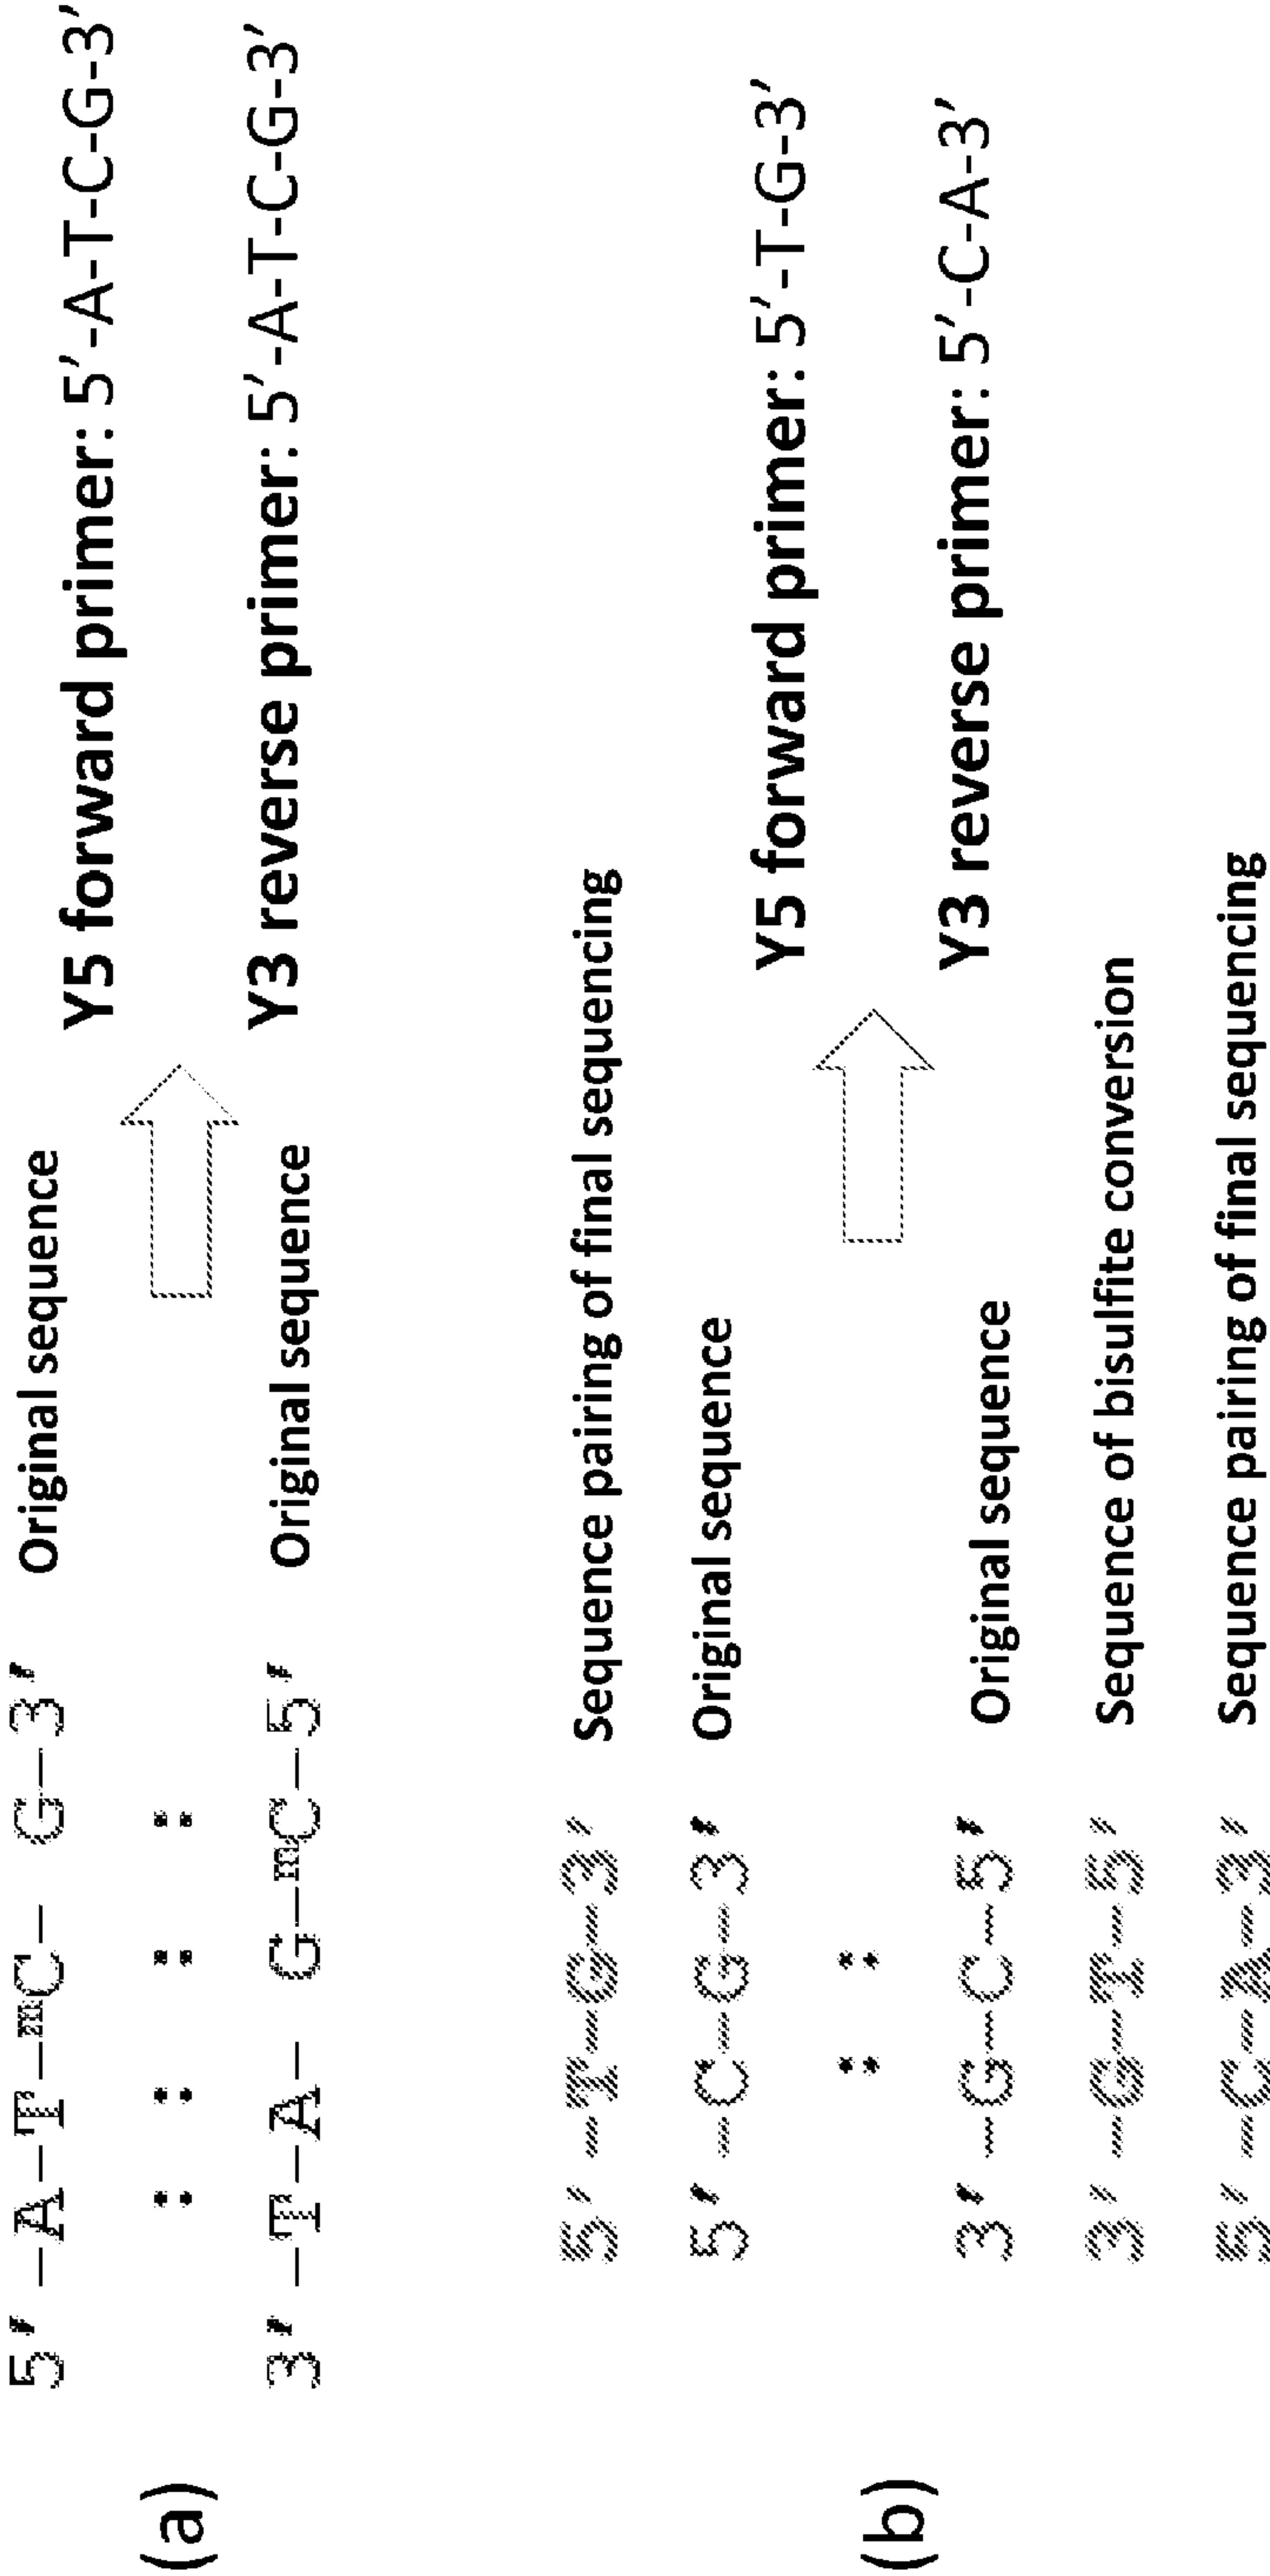 (a)
5' —A—T—mC— G—3' Original sequence
: : : :
3' —T—A— G—mC—5' Original sequence
Y5 forward primer: 5'-A-T-C-G-3'
Y3 reverse primer: 5'-A-T-C-G-3'
(b)
5' —T—G—3' Sequence pairing of final sequencing
5' —C—G—3' Original sequence
: :
3' —G—C—5' Original sequence
3' —G—T—5' Sequence of bisulfite conversion
5' —C—A—3' Sequence pairing of final sequencing
Y5 forward primer: 5'-T-G-3'
Y3 reverse primer: 5'-C-A-3'